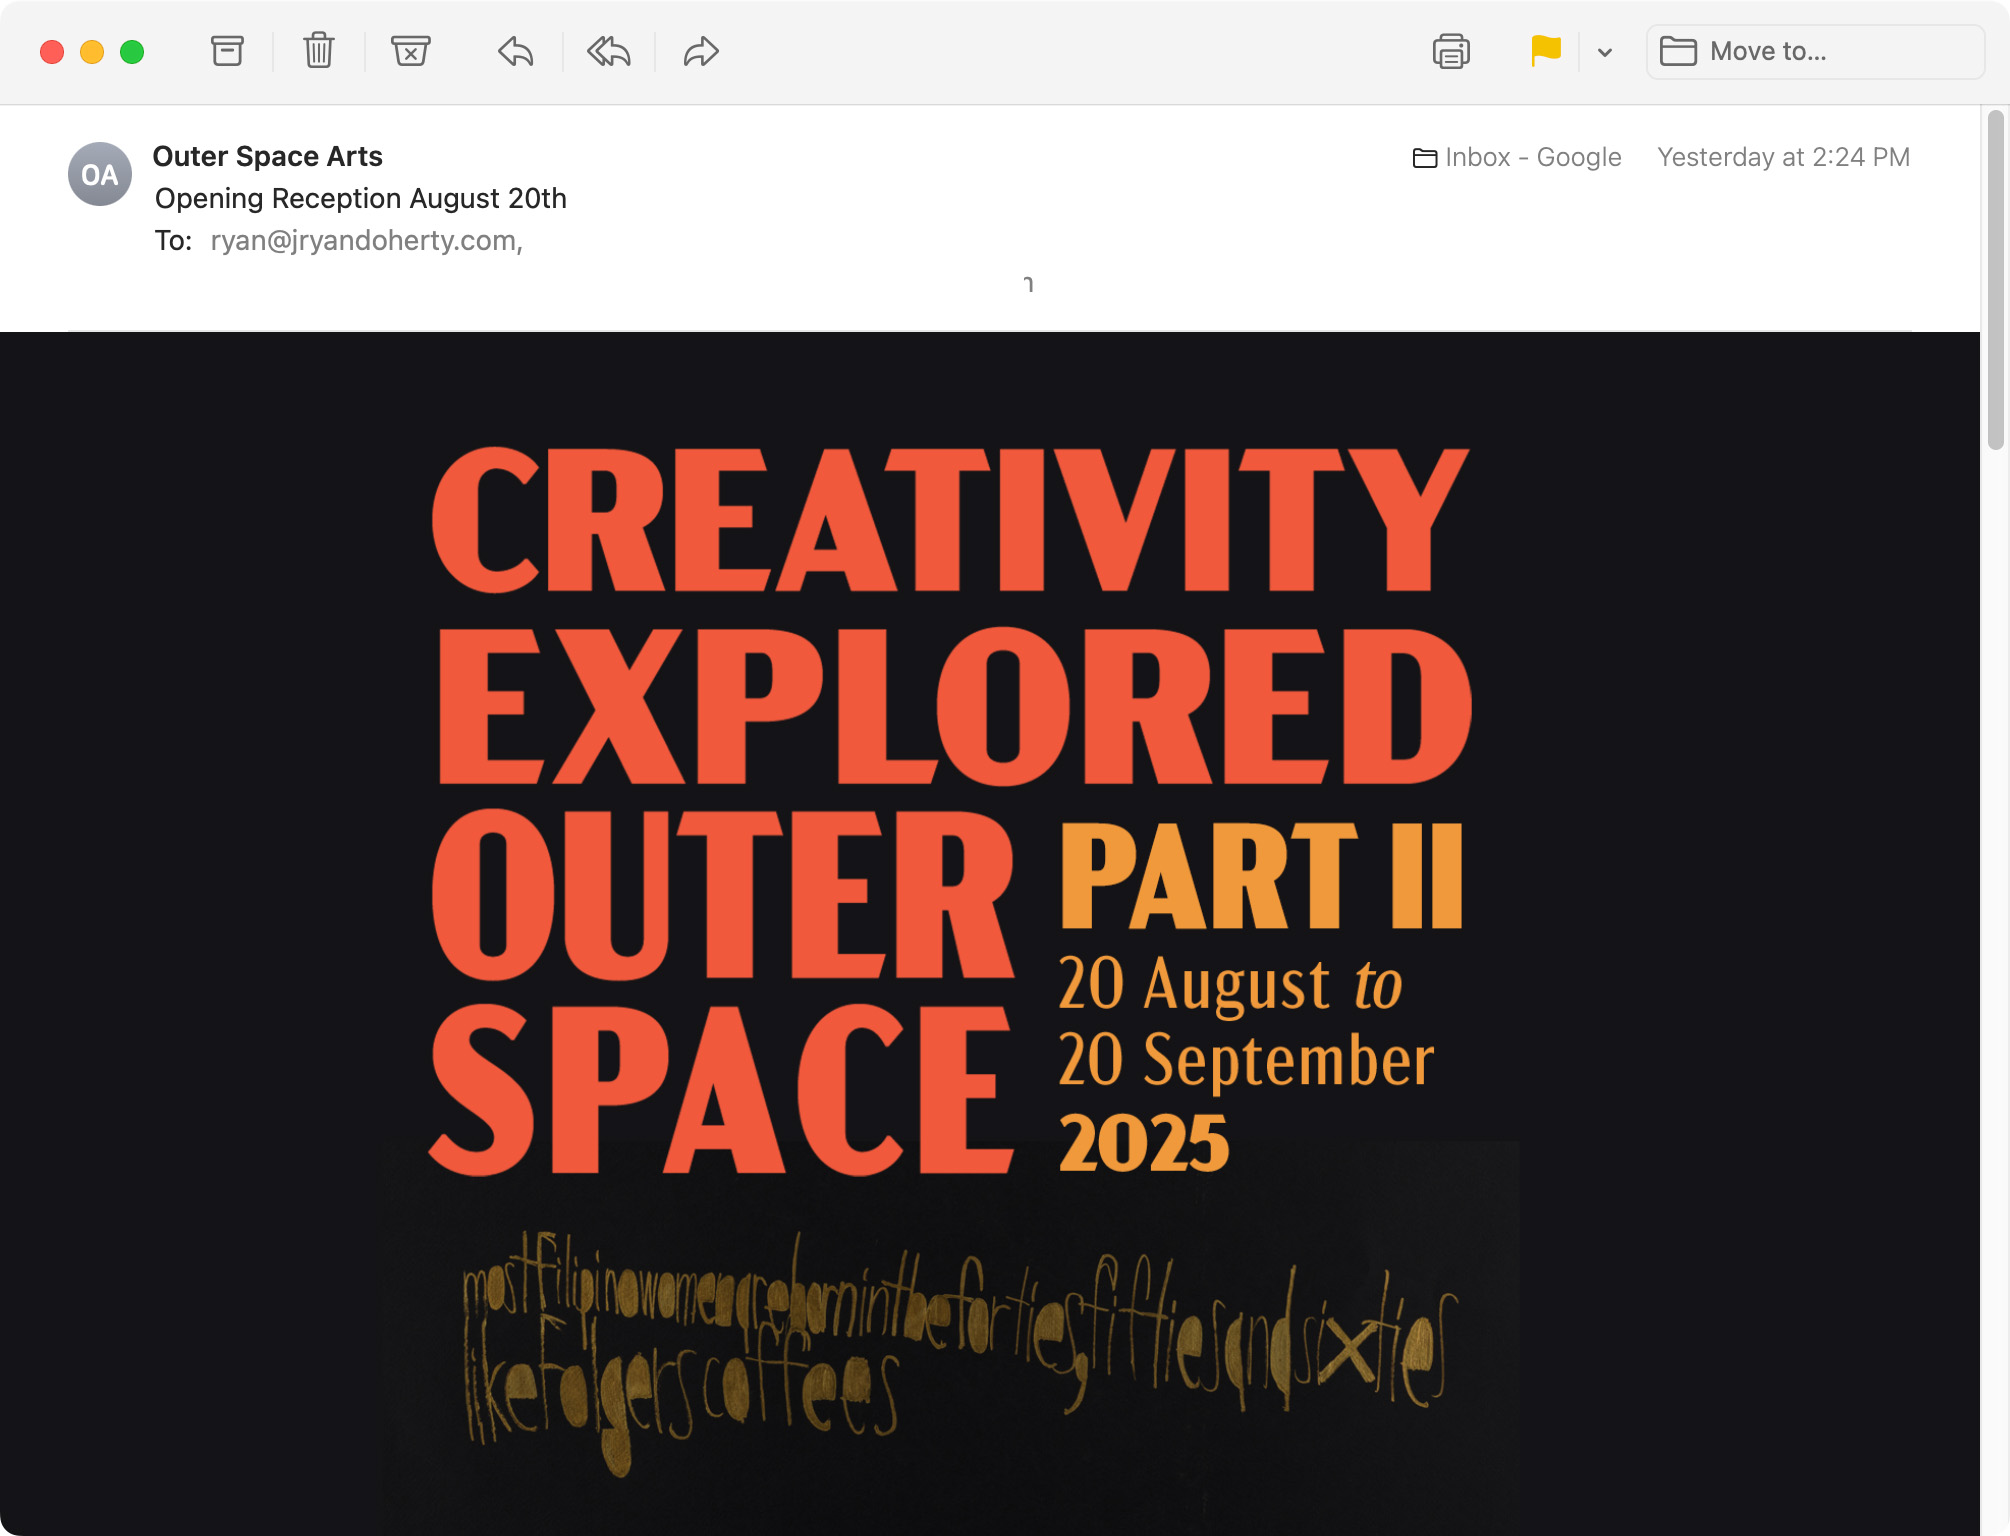 Move to...
OA
Outer Space Arts
Inbox - Google
Yesterday at 2:24 PM
Opening Reception August 20th
To: ryan@jryandoherty.com,
CREATIVITY
EXPLORED
OUTER
SPACE
PART II
20 August to
20 September
2025
mostfilipinowomenareborninthefortiesfiftiesandsixties
likefolgerscoffees